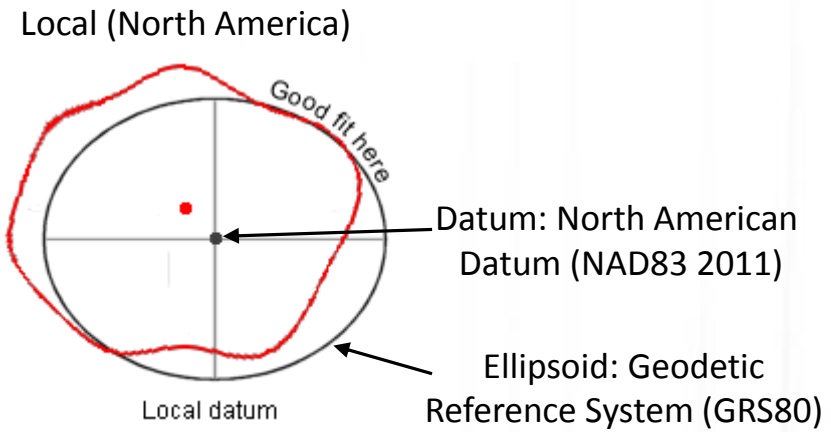 Local (North America)
Good fit here
Datum: North American
Datum (NAD83 2011)
Ellipsoid: Geodetic
Reference System (GRS80)
Local datum